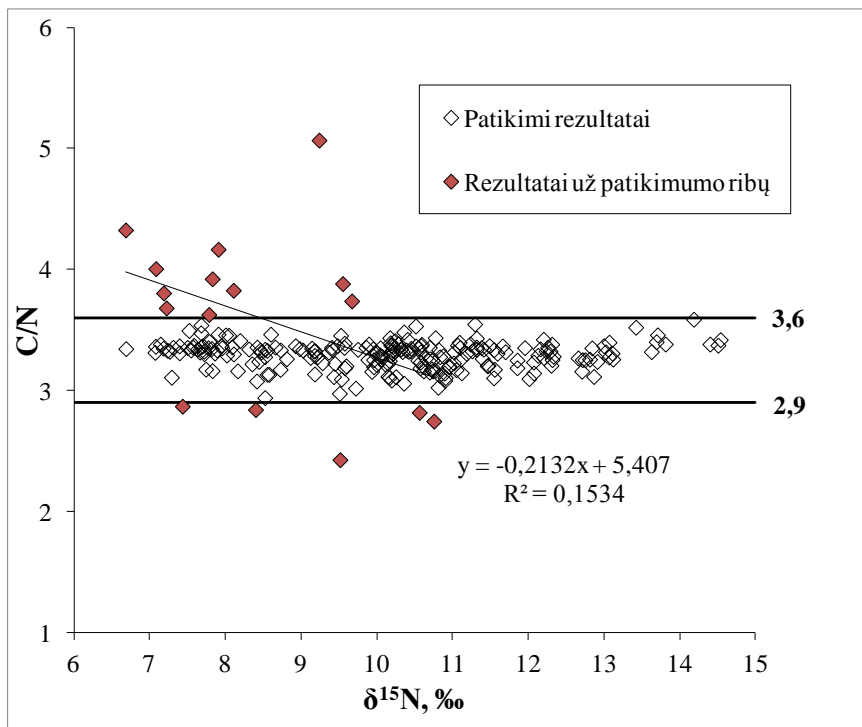 6
Patikimi rezultatai
5
Rezultatai už patikimumo ribų
4
C/N
3,6
3
2,9
y = -0,2132x + 5,407
R² = 0,1534
2
1
6 7 8 9 10 11 12 13 14 15
δ¹⁵N, ‰